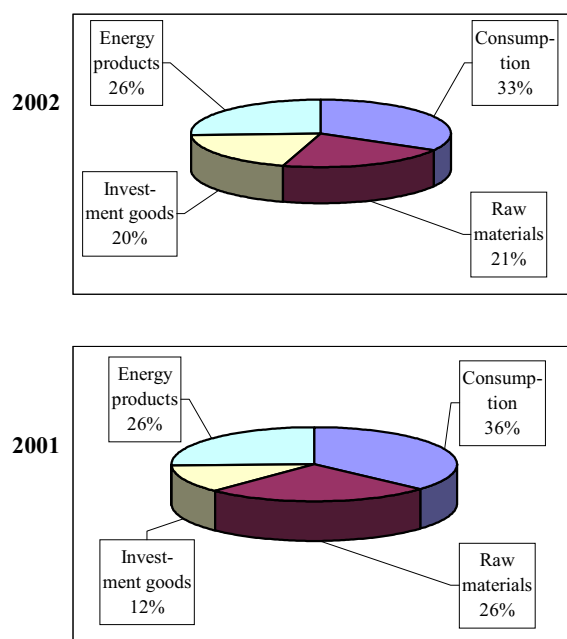 2002
Energy
products
26%
Consump-
tion
33%
Invest-
ment goods
20%
Raw
materials
21%
2001
Energy
products
26%
Consump-
tion
36%
Invest-
ment goods
12%
Raw
materials
26%